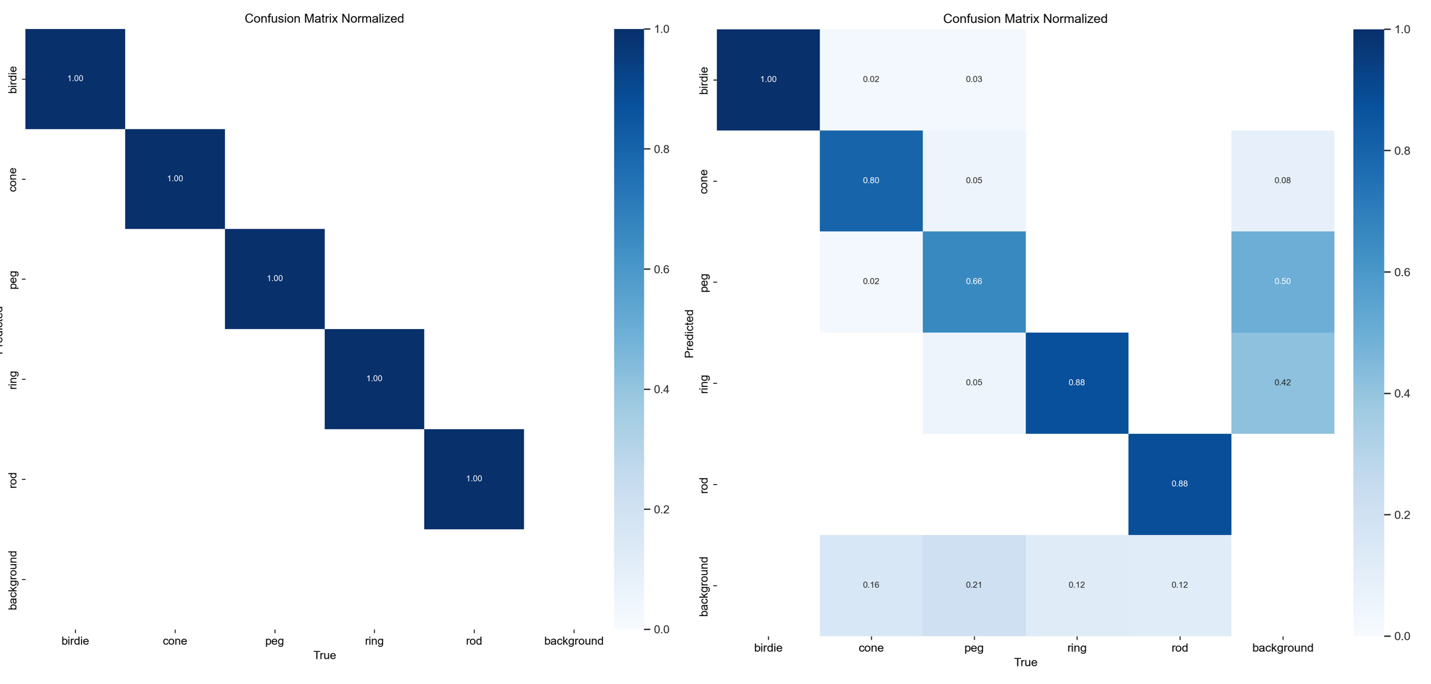 Confusion Matrix Normalized
birdie
cone
peg
ring
rod
background
1.00
1.00
1.00
1.00
1.00
birdie
cone
peg
ring
rod
background
True
1.0
0.8
0.6
0.4
0.2
0.0
Confusion Matrix Normalized
Predicted
birdie
1.00
0.02
0.03
cone
0.80
0.05
0.08
peg
0.02
0.66
0.50
ring
0.05
0.88
0.42
rod
0.88
background
0.16
0.21
0.12
0.12
birdie
cone
peg
ring
rod
background
True
1.0
0.8
0.6
0.4
0.2
0.0